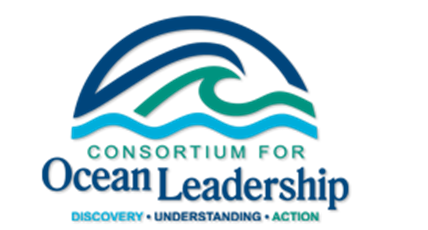 CONSORTIUM FOR
Ocean Leadership
DISCOVERY • UNDERSTANDING • ACTION